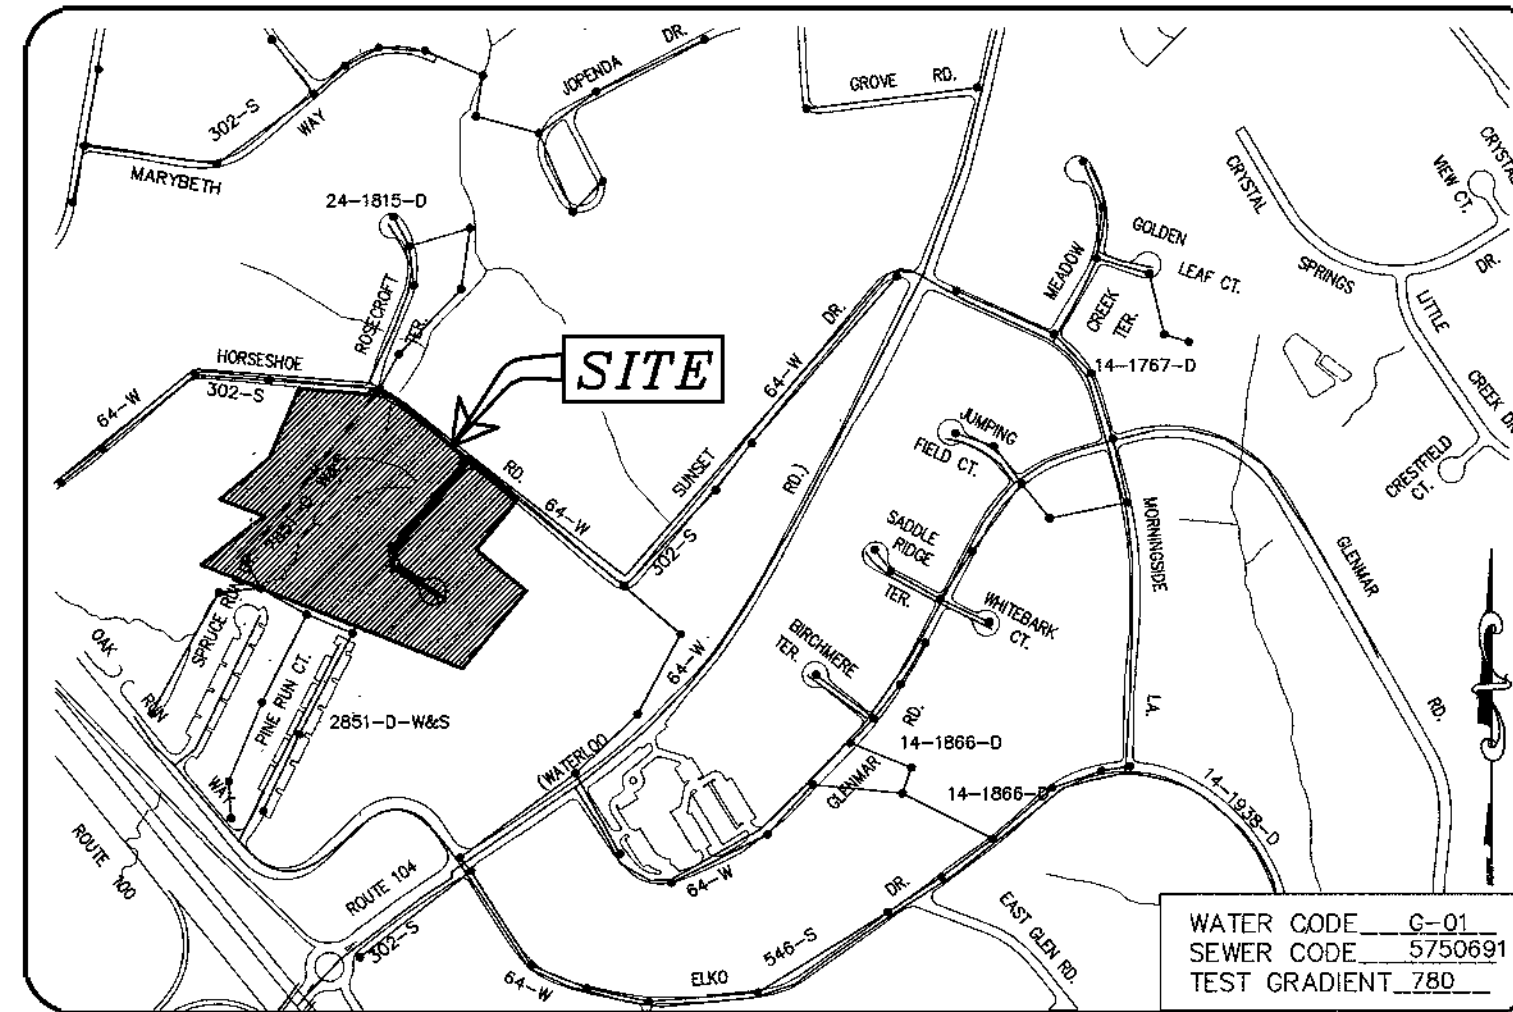 JOPENDA DR.
GROVE RD.
302-S
MARYBETH WAY
24-1815-D
ROSECROFT TER.
HORSESHOE RD.
64-W
302-S
SITE
SUNSET DR.
64-W
64-W
302-S
MEADOW CREEK TER.
GOLDEN
LEAF CT.
14-1767-D
CRYSTAL SPRINGS DR.
CRYSTAL
VIEW CT.
LITTLE CREEK DR.
CRESTFIELD
CT.
JUMPING
FIELD CT.
SADDLE
RIDGE
TER.
WHITEBARK
CT.
BIRCHMERE
TER.
MORNINGSIDE LA.
GLENMAR RD.
SPRUCE RUN
OAK RUN WAY
PINE RUN CT.
2851-D-W&S
64-W
(WATERLOO RD.)
GLENMAR RD.
14-1866-D
14-1866-D
14-1938-D
64-W
ROUTE 100
ROUTE 104
302-S
64-W
ELKO DR.
546-S
EAST GLEN RD.
WATER CODE G-01
SEWER CODE 5750691
TEST GRADIENT 780